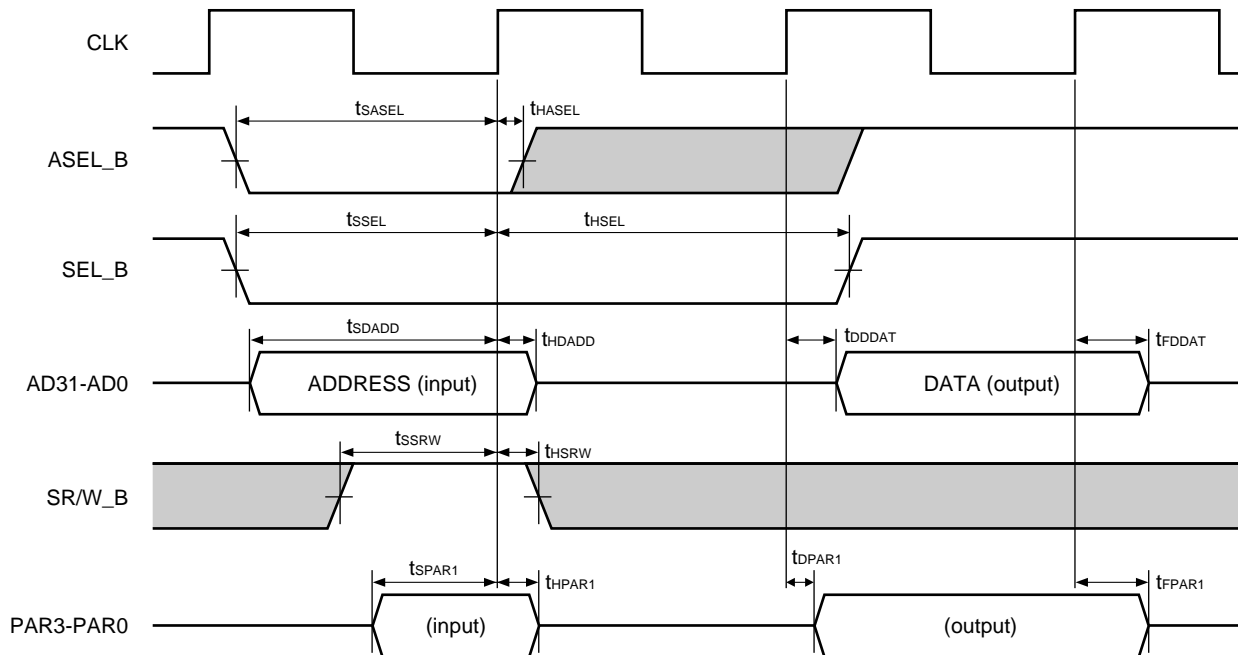 CLK
tSASEL
tHASEL
ASEL_B
tSSEL
tHSEL
SEL_B
tSDADD
tHDADD
tDDDAT
tFDDAT
AD31-AD0
ADDRESS (input)
DATA (output)
tSSRW
tHSRW
SR/W_B
tSPAR1
tHPAR1
tDPAR1
tFPAR1
PAR3-PAR0
(input)
(output)